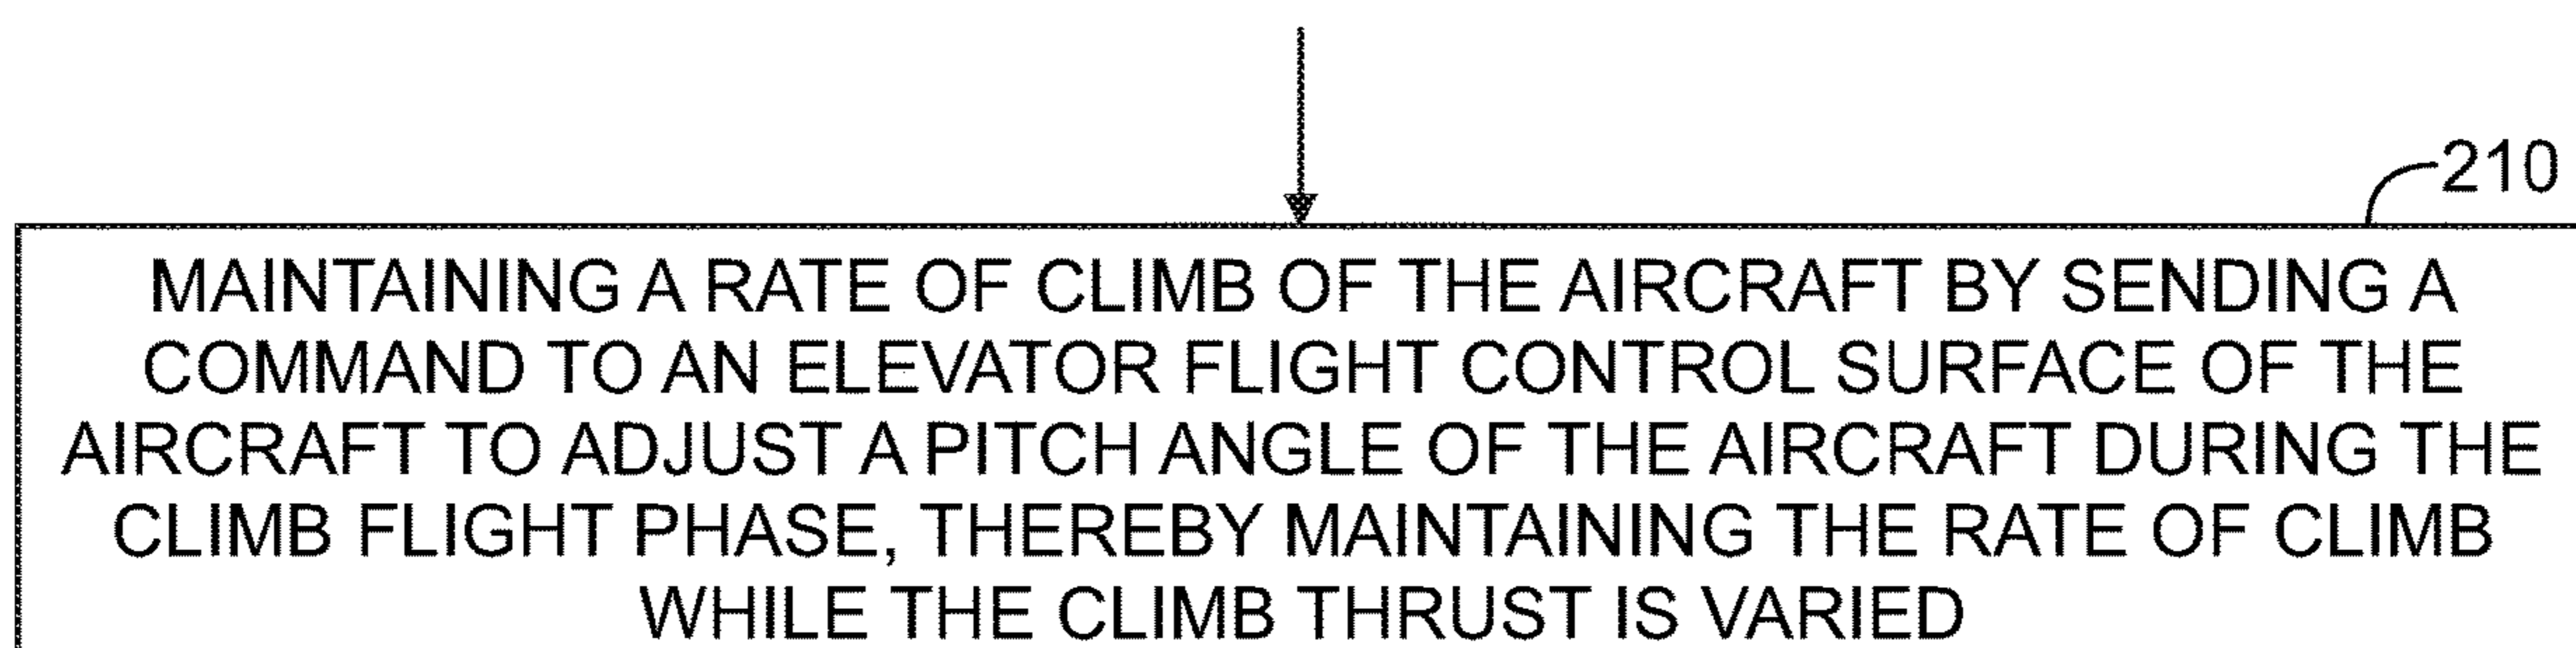 210
MAINTAINING A RATE OF CLIMB OF THE AIRCRAFT BY SENDING A
COMMAND TO AN ELEVATOR FLIGHT CONTROL SURFACE OF THE
AIRCRAFT TO ADJUST A PITCH ANGLE OF THE AIRCRAFT DURING THE
CLIMB FLIGHT PHASE, THEREBY MAINTAINING THE RATE OF CLIMB
WHILE THE CLIMB THRUST IS VARIED